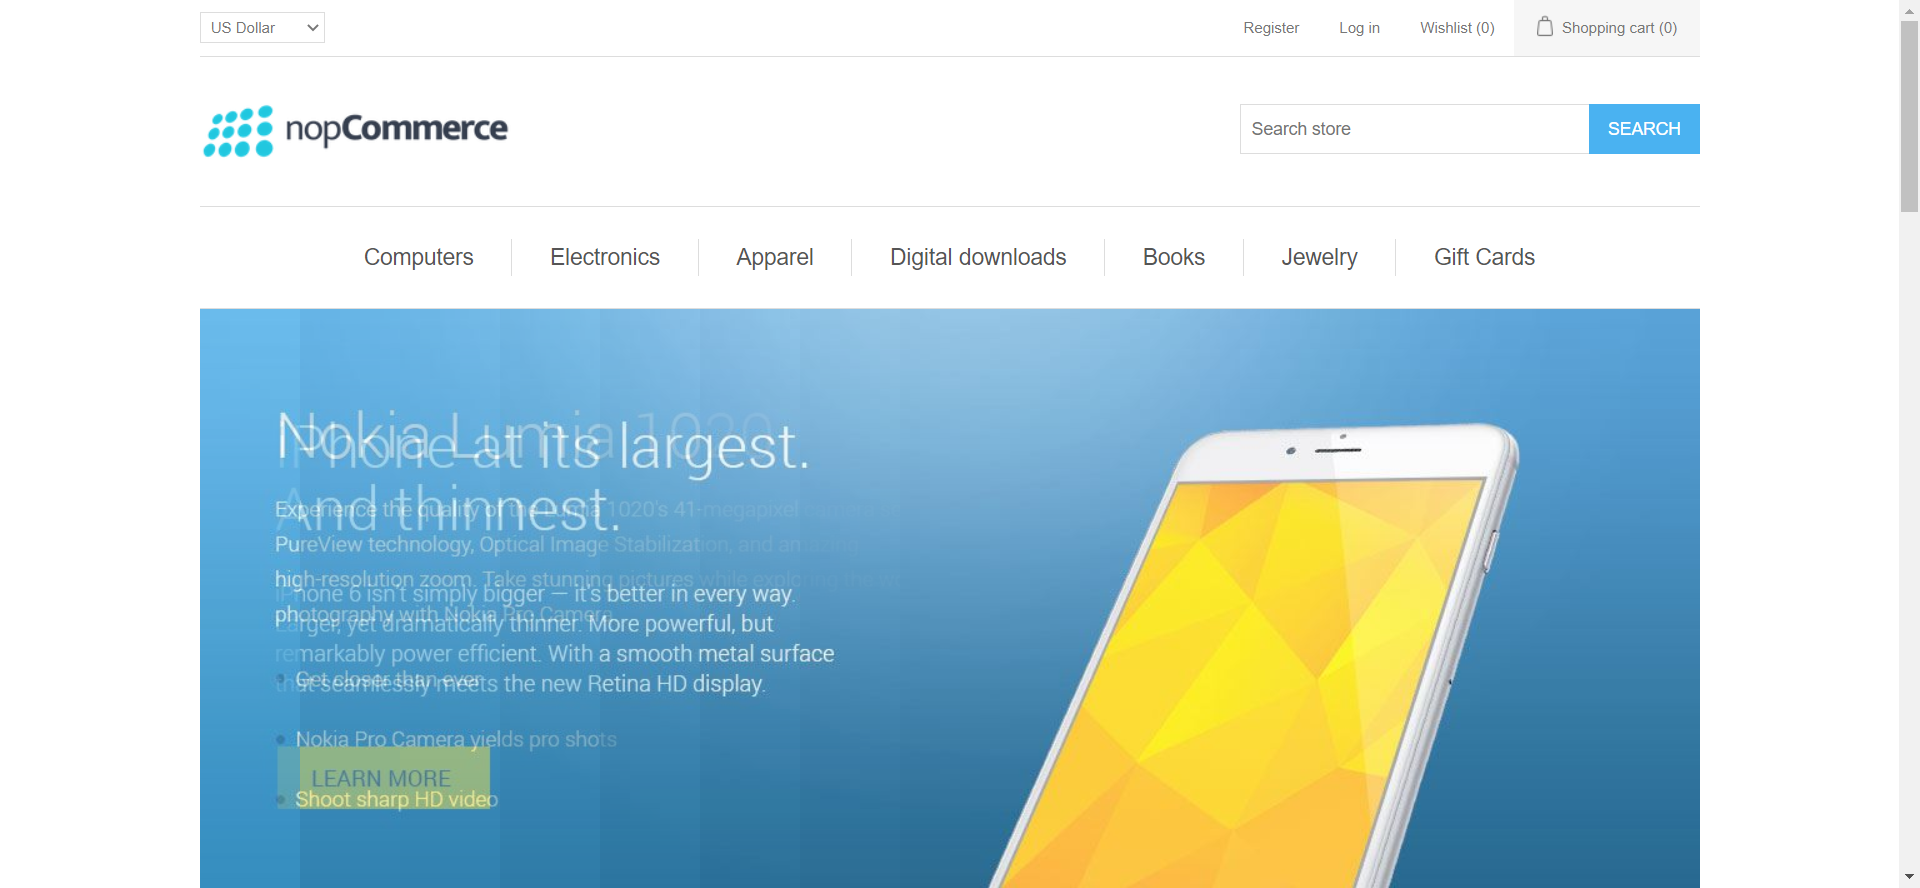 US Dollar
Register
Log in
Wishlist (0)
Shopping cart (0)
nopCommerce
Search store
SEARCH
Computers
Electronics
Apparel
Digital downloads
Books
Jewelry
Gift Cards
Nokia Lumia 1020
iPhone at its largest.
And thinnest.
Experience the quality of the Lumia 1020's 41-megapixel camera
PureView technology, Optical Image Stabilization, and amazing
high-resolution zoom. Take stunning pictures while exploring
iPhone 6 isn't simply bigger — it's better in every way.
photography with Nokia Pro Camera.
Larger, yet dramatically thinner. More powerful, but
remarkably power efficient. With a smooth metal surface
Get closer than ever
that seamlessly meets the new Retina HD display.
Nokia Pro Camera yields pro shots
LEARN MORE
Shoot sharp HD video